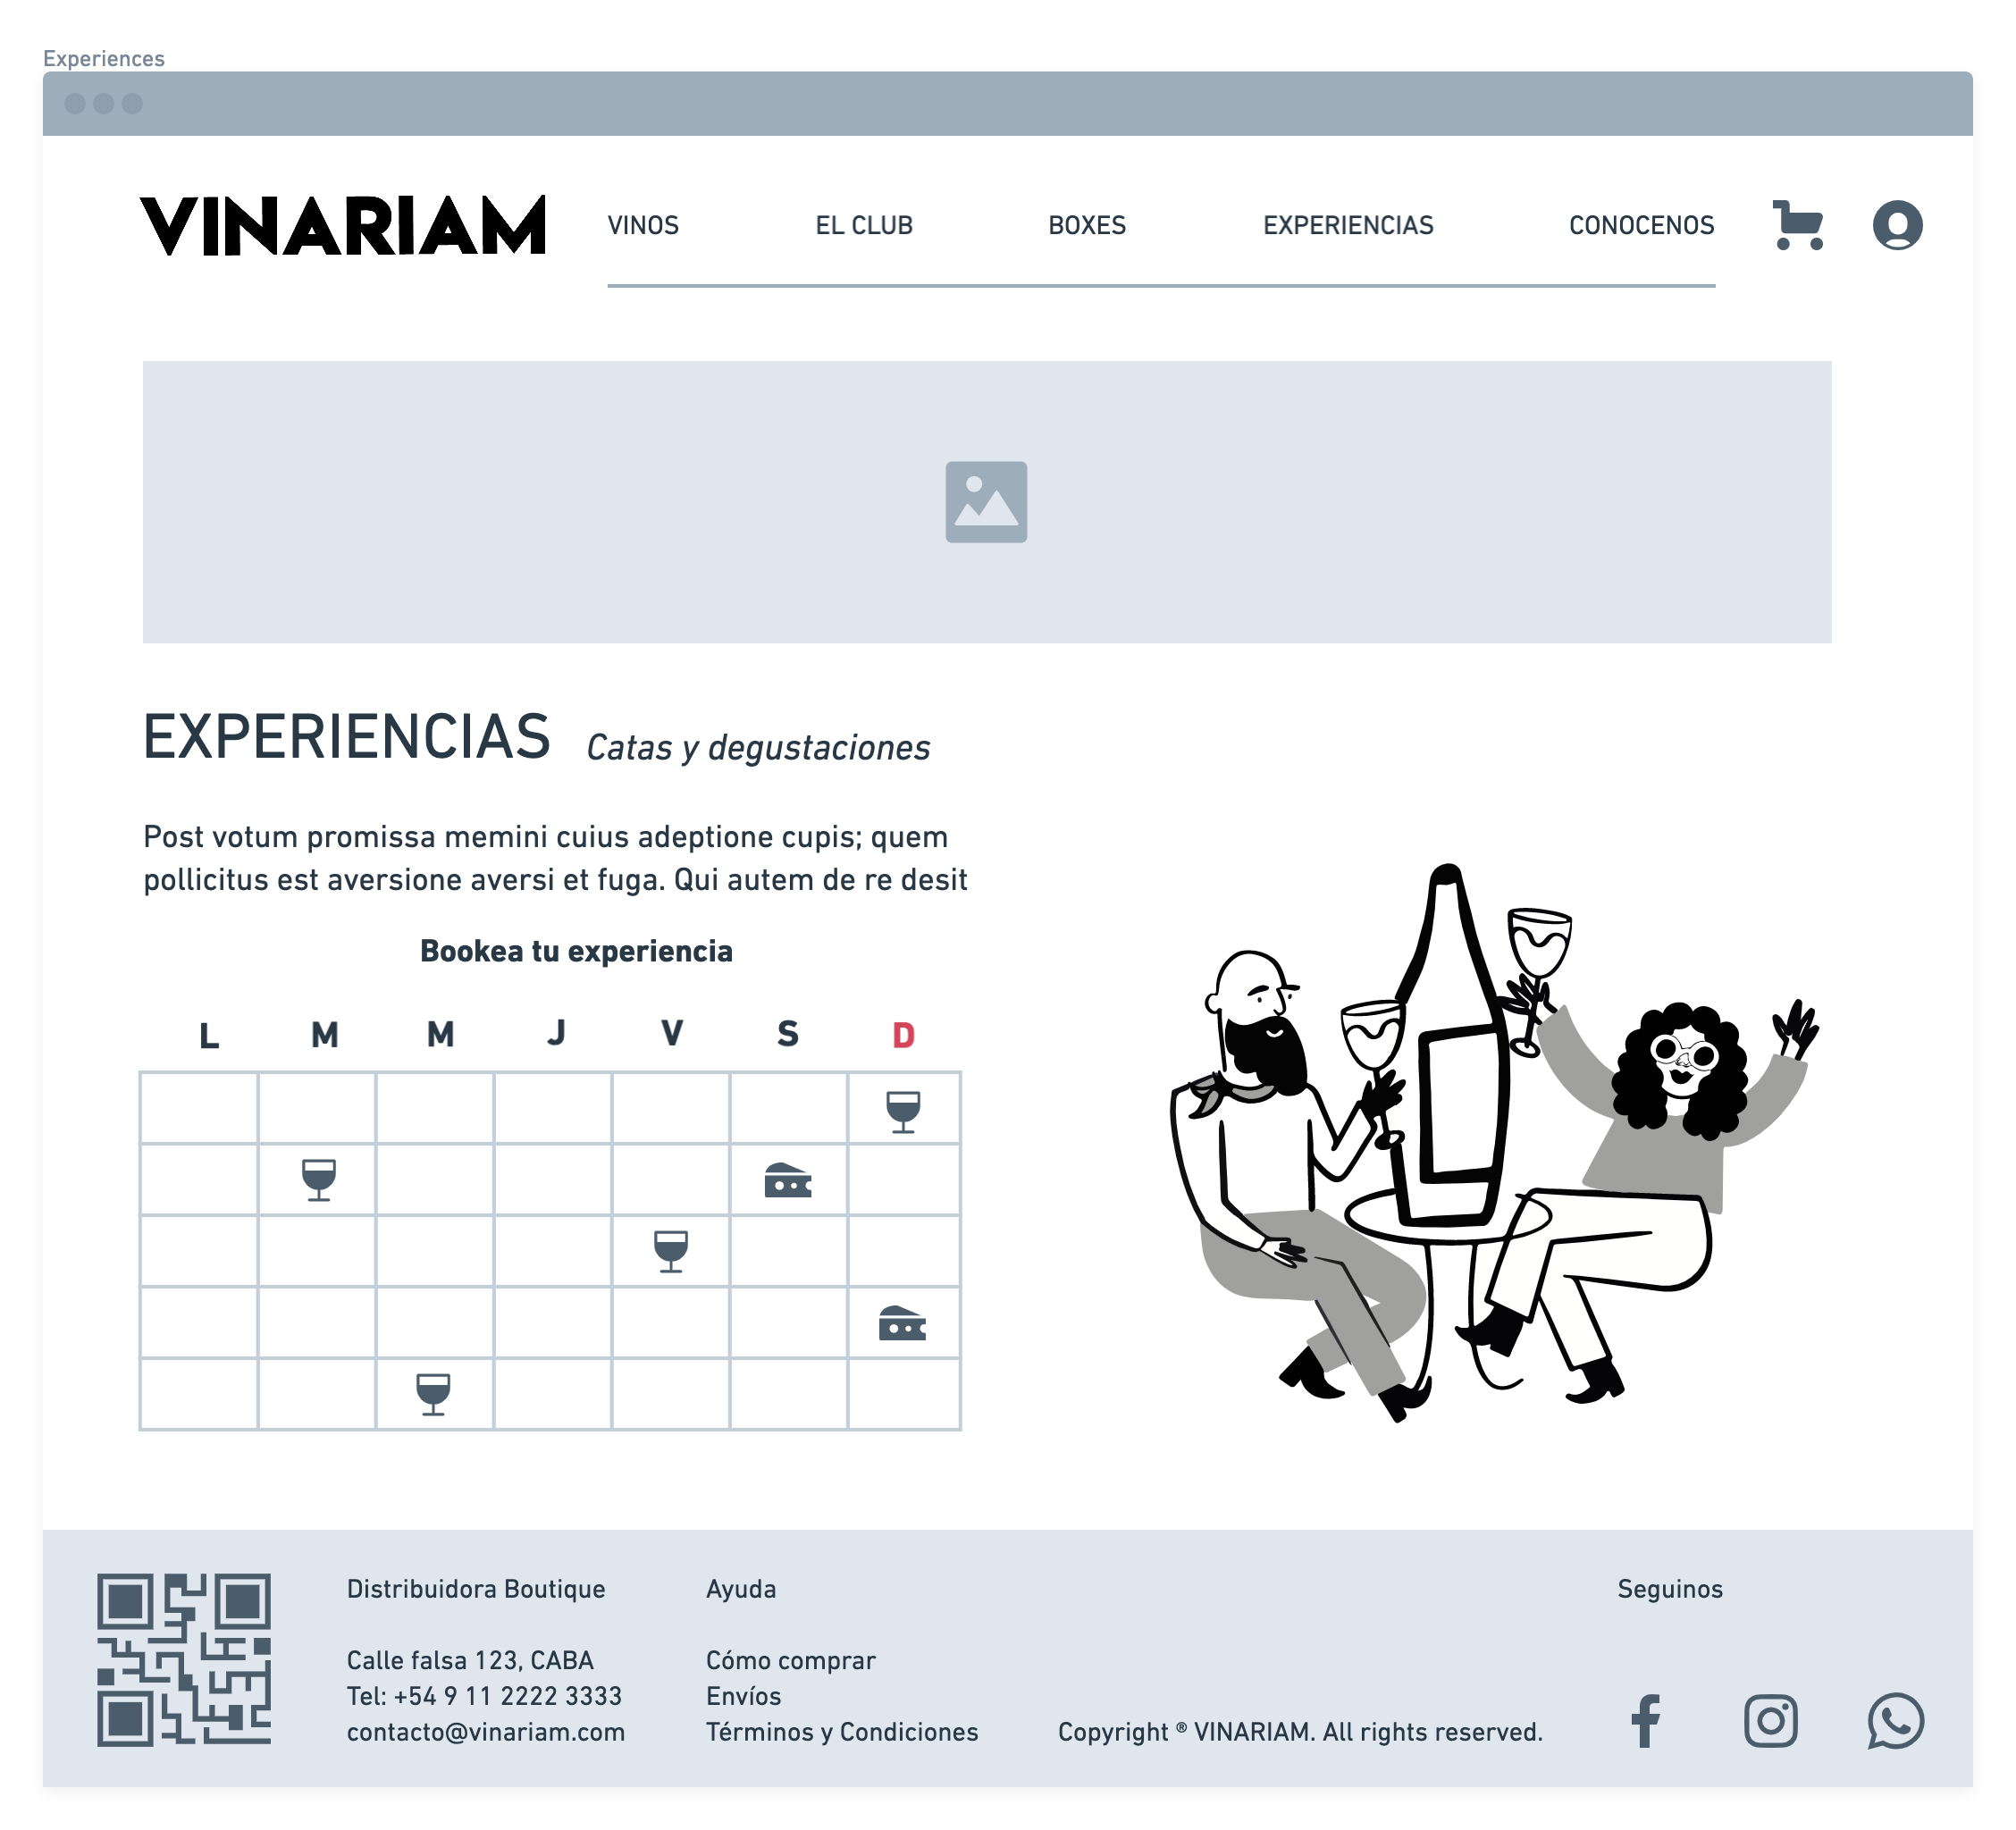 Experiences
VINARIAM
VINOS EL CLUB BOXES EXPERIENCIAS CONOCENOS
EXPERIENCIAS Catas y degustaciones
Post votum promissa memini cuius adeptione cupis; quem
pollicitus est aversione aversi et fuga. Qui autem de re desit
Bookea tu experiencia
L M M J V S D
Distribuidora Boutique
Calle falsa 123, CABA
Tel: +54 9 11 2222 3333
contacto@vinariam.com
Ayuda
Cómo comprar
Envíos
Términos y Condiciones
Copyright ® VINARIAM. All rights reserved.
Seguinos